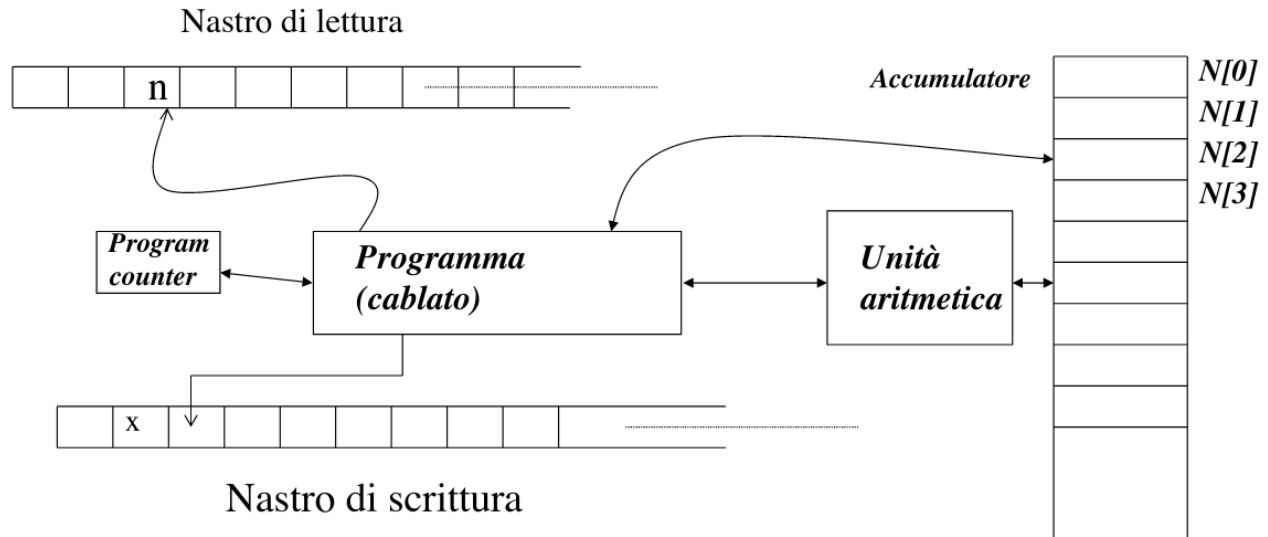 Nastro di lettura
n
Accumulatore
N[0]
N[1]
N[2]
N[3]
Program
counter
Programma
(cablato)
Unità
aritmetica
x
Nastro di scrittura